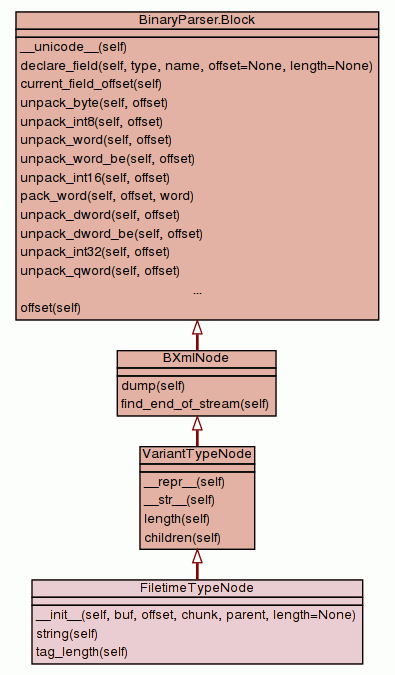 BinaryParser.Block
__unicode__(self)
declare_field(self, type, name, offset=None, length=None)
current_field_offset(self)
unpack_byte(self, offset)
unpack_int8(self, offset)
unpack_word(self, offset)
unpack_word_be(self, offset)
unpack_int16(self, offset)
pack_word(self, offset, word)
unpack_dword(self, offset)
unpack_dword_be(self, offset)
unpack_int32(self, offset)
unpack_qword(self, offset)
...
offset(self)
BXmlNode
dump(self)
find_end_of_stream(self)
VariantTypeNode
__repr__(self)
__str__(self)
length(self)
children(self)
FiletimeTypeNode
__init__(self, buf, offset, chunk, parent, length=None)
string(self)
tag_length(self)